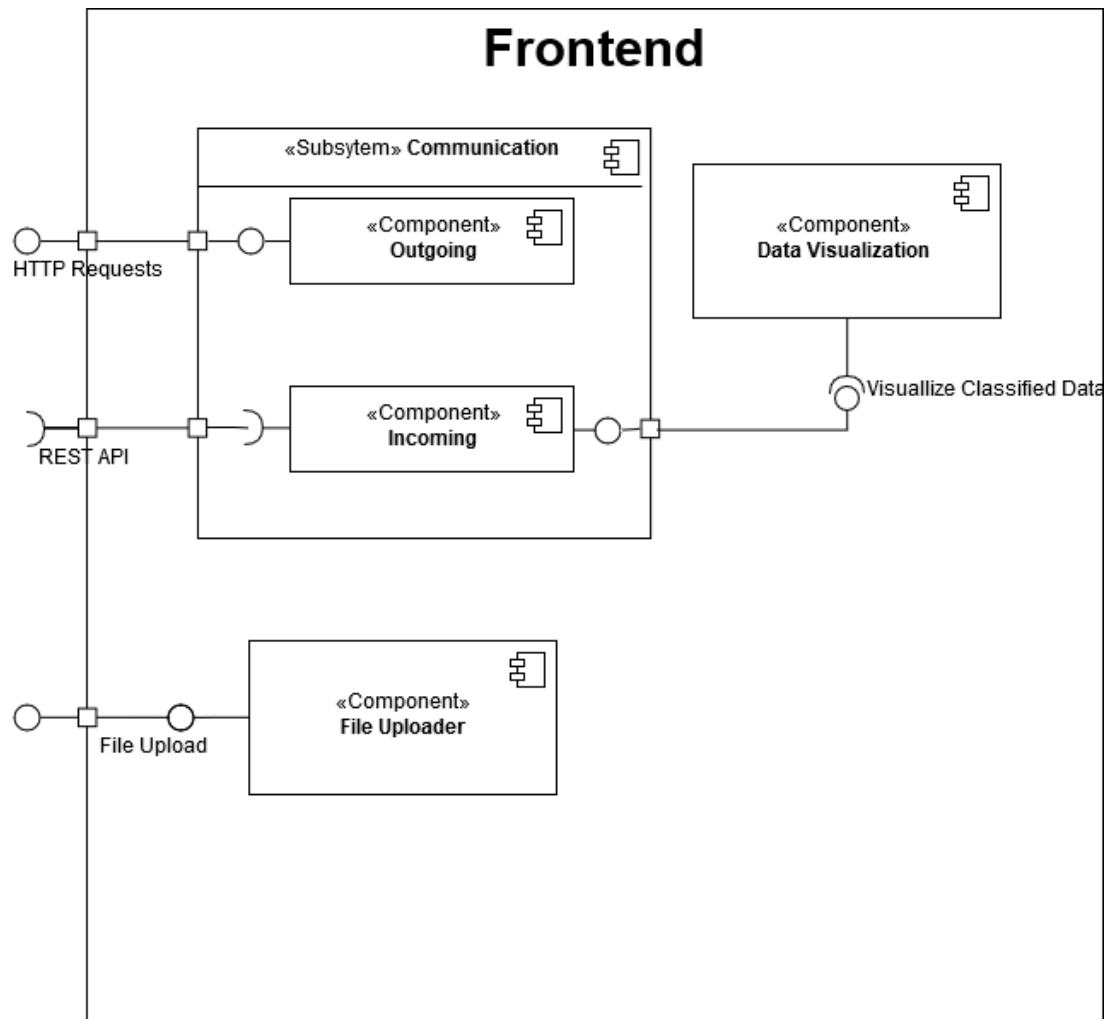 Frontend
«Subsytem» Communication
«Component»
Outgoing
HTTP Requests
«Component»
Data Visualization
«Component»
Incoming
Visuallize Classified Data
REST API
«Component»
File Uploader
File Upload